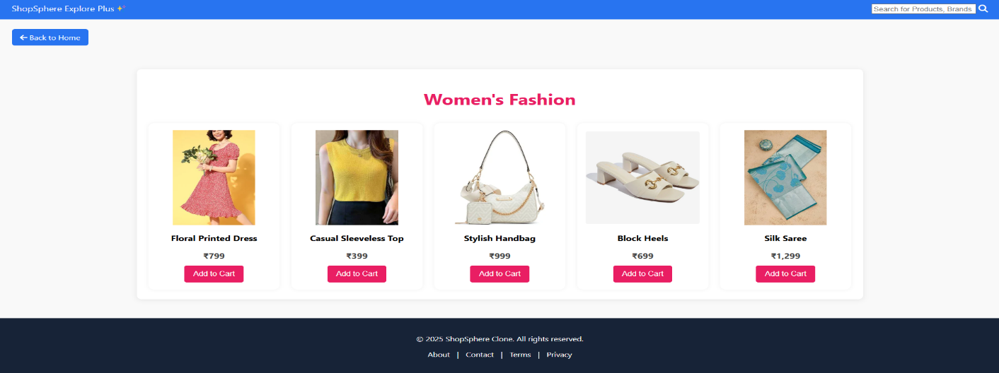 ShopSphere Explore Plus ✨
Search for Products, Brands
← Back to Home
Women's Fashion
Floral Printed Dress
₹799
Add to Cart
Casual Sleeveless Top
₹399
Add to Cart
Stylish Handbag
₹999
Add to Cart
Block Heels
₹699
Add to Cart
Silk Saree
₹1,299
Add to Cart
© 2025 ShopSphere Clone. All rights reserved.
About | Contact | Terms | Privacy